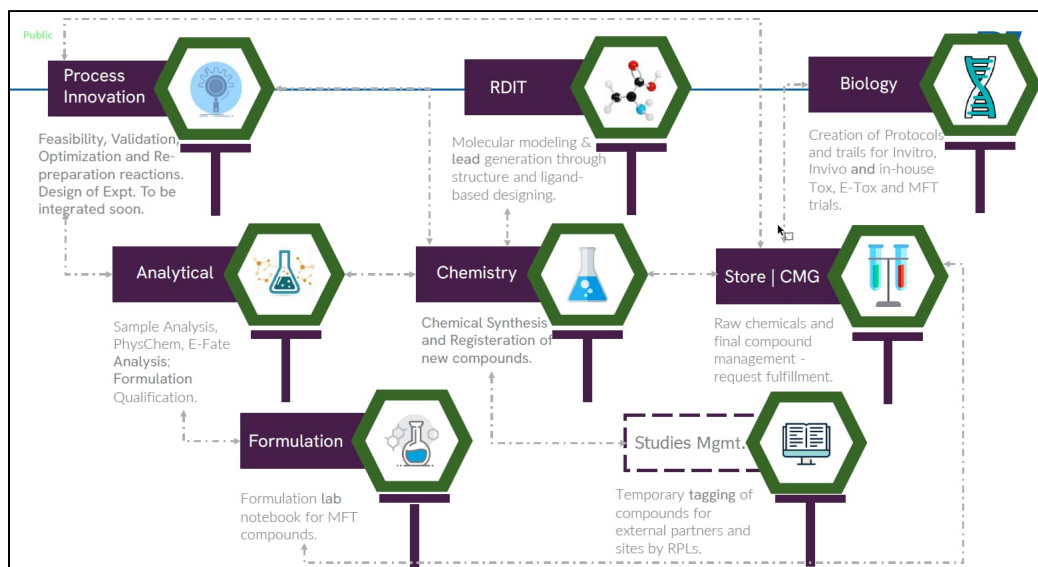 Public
Process
Innovation
Feasibility, Validation,
Optimization and Re-
preparation reactions.
Design of Expt. To be
integrated soon.
RDIT
Molecular modeling &
lead generation through
structure and ligand-
based designing.
Biology
Creation of Protocols
and trails for Invitro,
Invivo and in-house
Tox, E-Tox and MFT
trials.
Analytical
Sample Analysis,
PhysChem, E-Fate
Analysis;
Formulation
Qualification.
Chemistry
Chemical Synthesis
and Registeration of
new compounds.
Store | CMG
Raw chemicals and
final compound
management -
request fulfillment.
Formulation
Formulation lab
notebook for MFT
compounds.
Studies Mgmt.
Temporary tagging of
compounds for
external partners and
sites by RPLs.